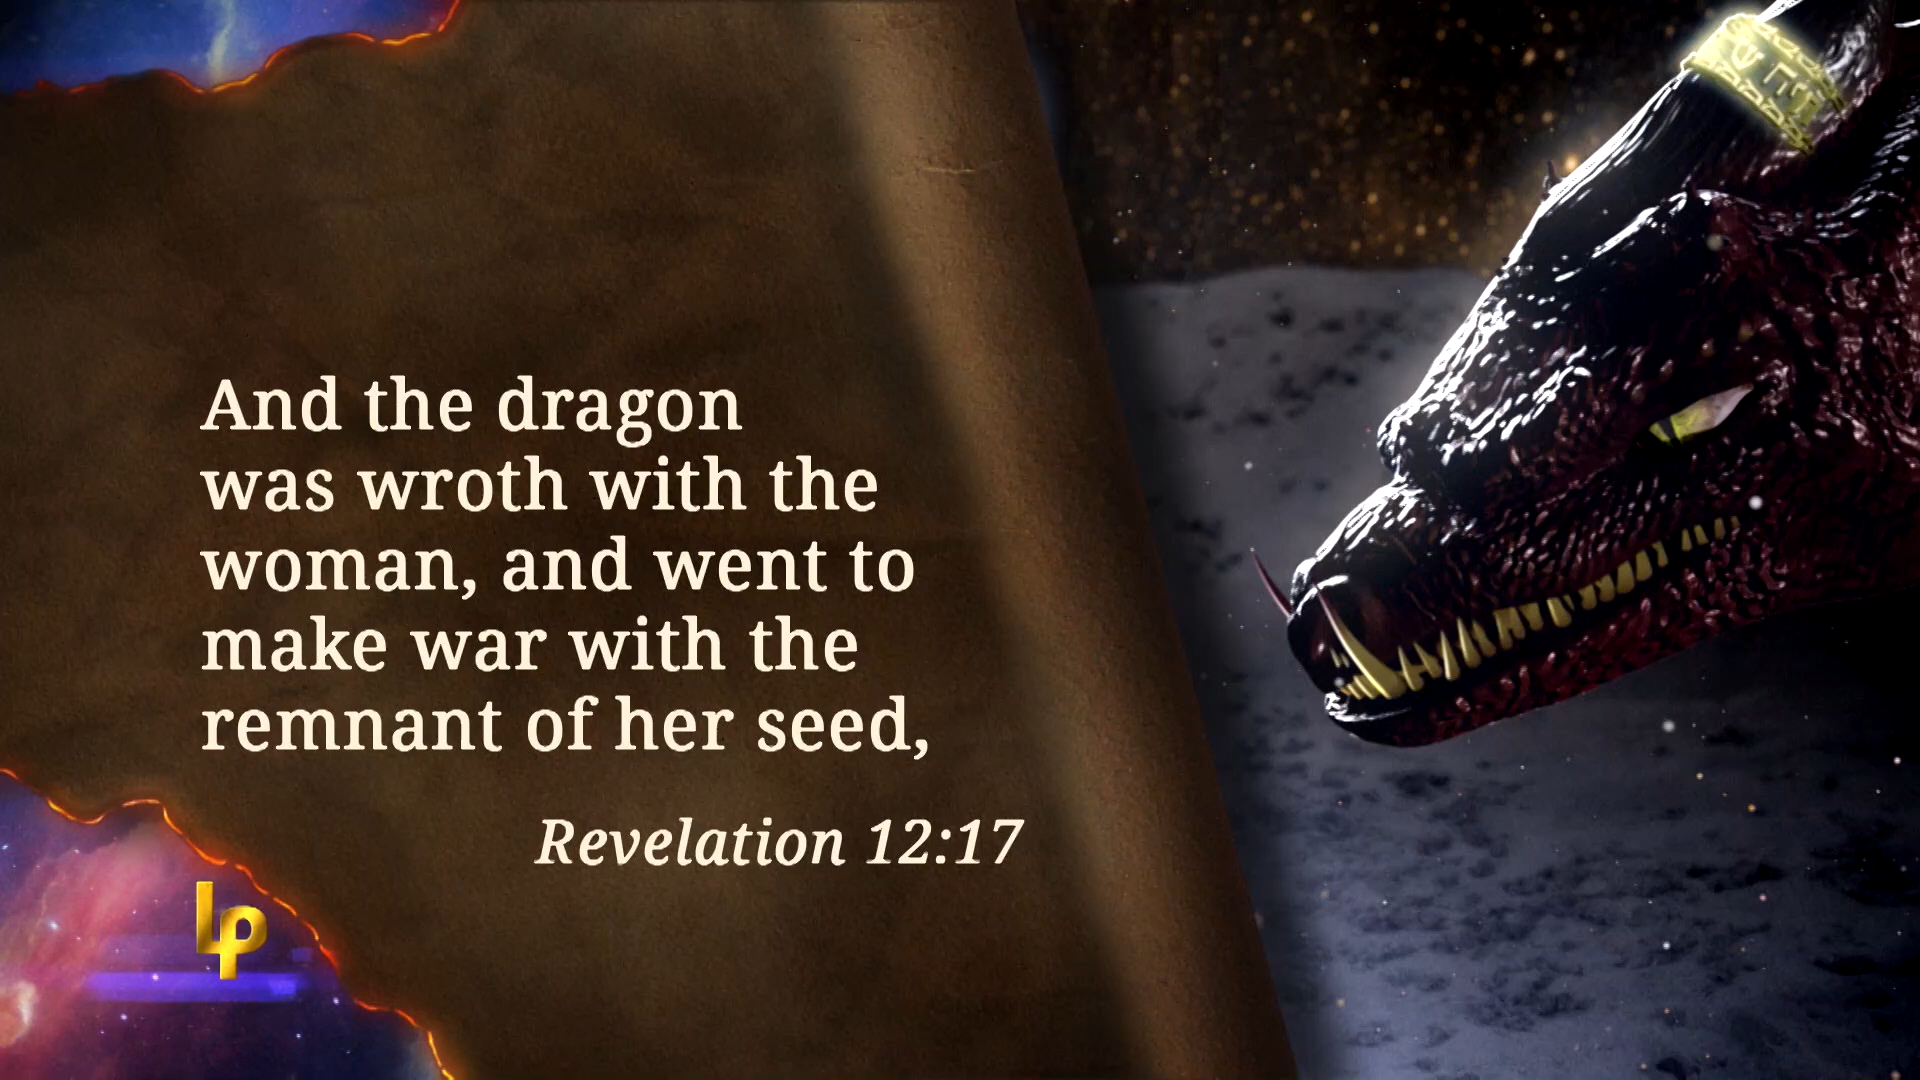 And the dragon
was wroth with the
woman, and went to
make war with the
remnant of her seed,
Revelation 12:17
LP